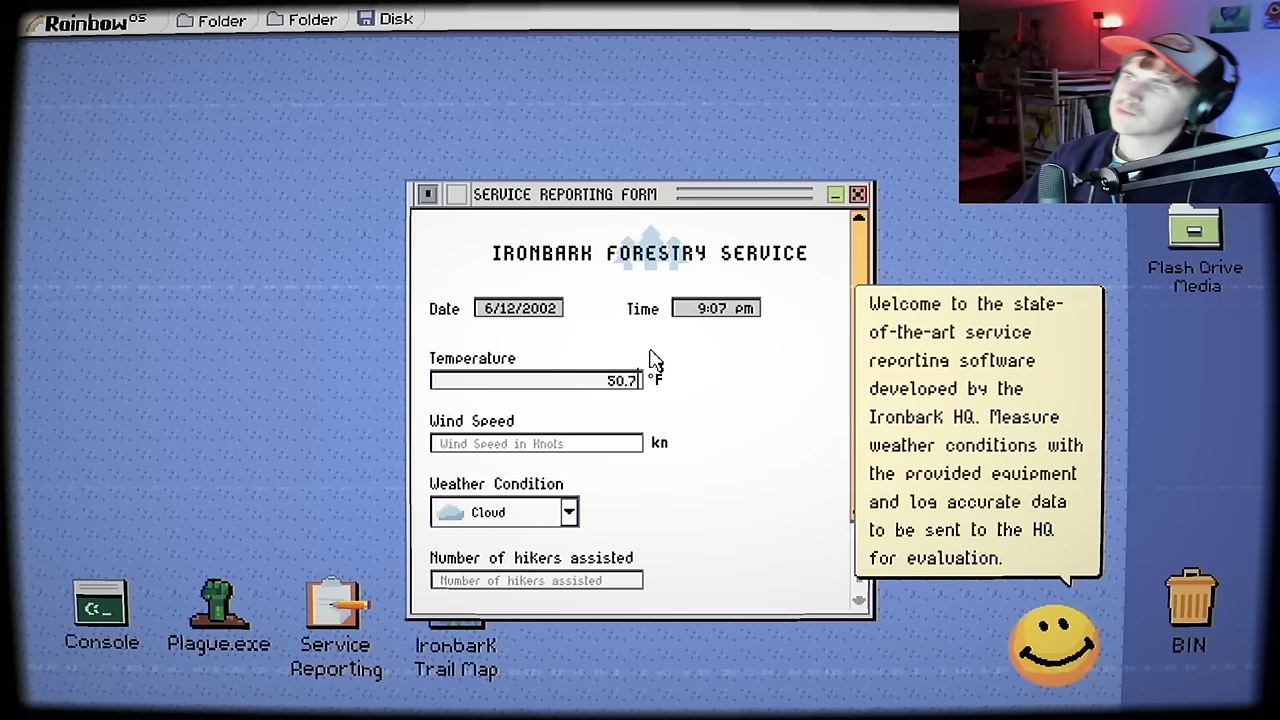 RainbowOS
Folder
Folder
Disk
SERVICE REPORTING FORM
IRONBARK FORESTRY SERVICE
Date 6/12/2002
Time 9:07 pm
Temperature
50.7 °F
Wind Speed
Wind Speed in Knots kn
Weather Condition
Cloud
Number of hikers assisted
Number of hikers assisted
Welcome to the state-
of-the-art service
reporting software
developed by the
Ironbark HQ. Measure
weather conditions with
the provided equipment
and log accurate data
to be sent to the HQ
for evaluation.
Flash Drive
Media
Console
Plague.exe
Service
Reporting
Ironbark
Trail Map
BIN